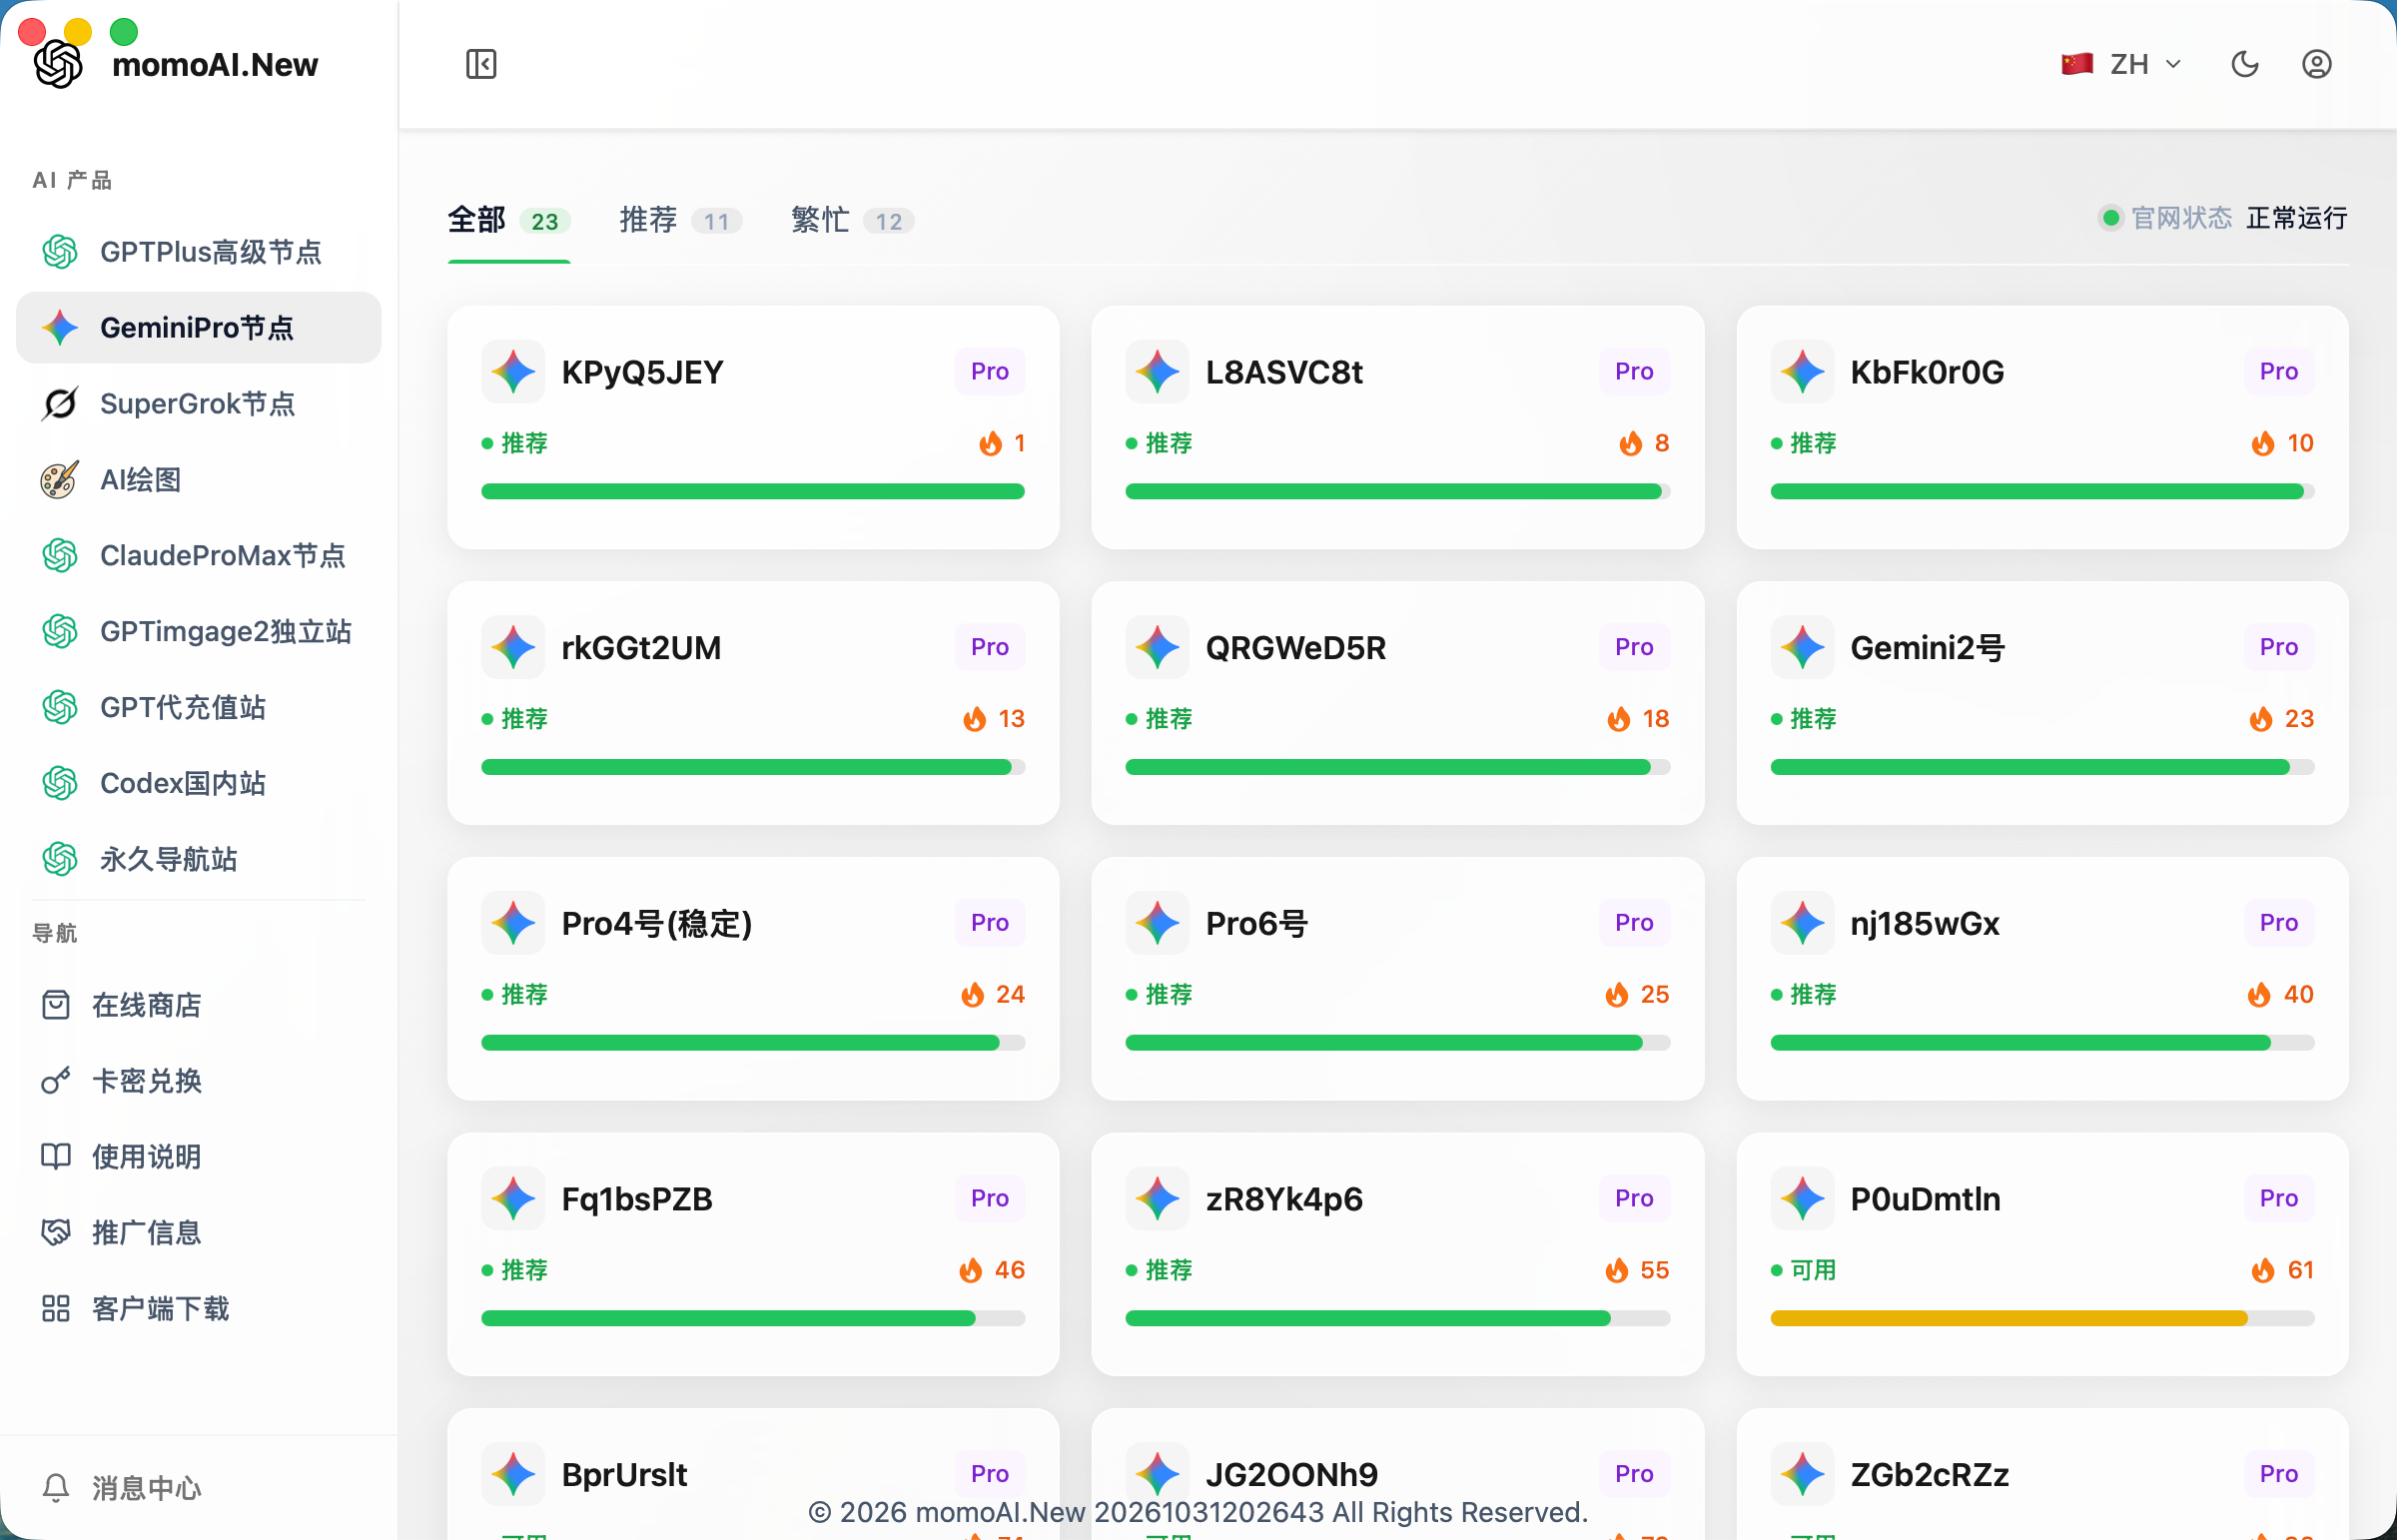 momoAI.New
ZH
AI 产品
GPTPlus高级节点
GeminiPro节点
SuperGrok节点
AI绘图
ClaudeProMax节点
GPTimgage2独立站
GPT代充值站
Codex国内站
永久导航站
导航
在线商店
卡密兑换
使用说明
推广信息
客户端下载
消息中心
全部 23 推荐 11 繁忙 12
官网状态 正常运行
KPyQ5JEY Pro
推荐 1
L8ASVC8t Pro
推荐 8
KbFk0r0G Pro
推荐 10
rkGGt2UM Pro
推荐 13
QRGWeD5R Pro
推荐 18
Gemini2号 Pro
推荐 23
Pro4号(稳定) Pro
推荐 24
Pro6号 Pro
推荐 25
nj185wGx Pro
推荐 40
Fq1bsPZB Pro
推荐 46
zR8Yk4p6 Pro
推荐 55
P0uDmtln Pro
可用 61
BprUrslt Pro
JG2OONh9 Pro
ZGb2cRZz Pro
© 2026 momoAI.New 20261031202643 All Rights Reserved.